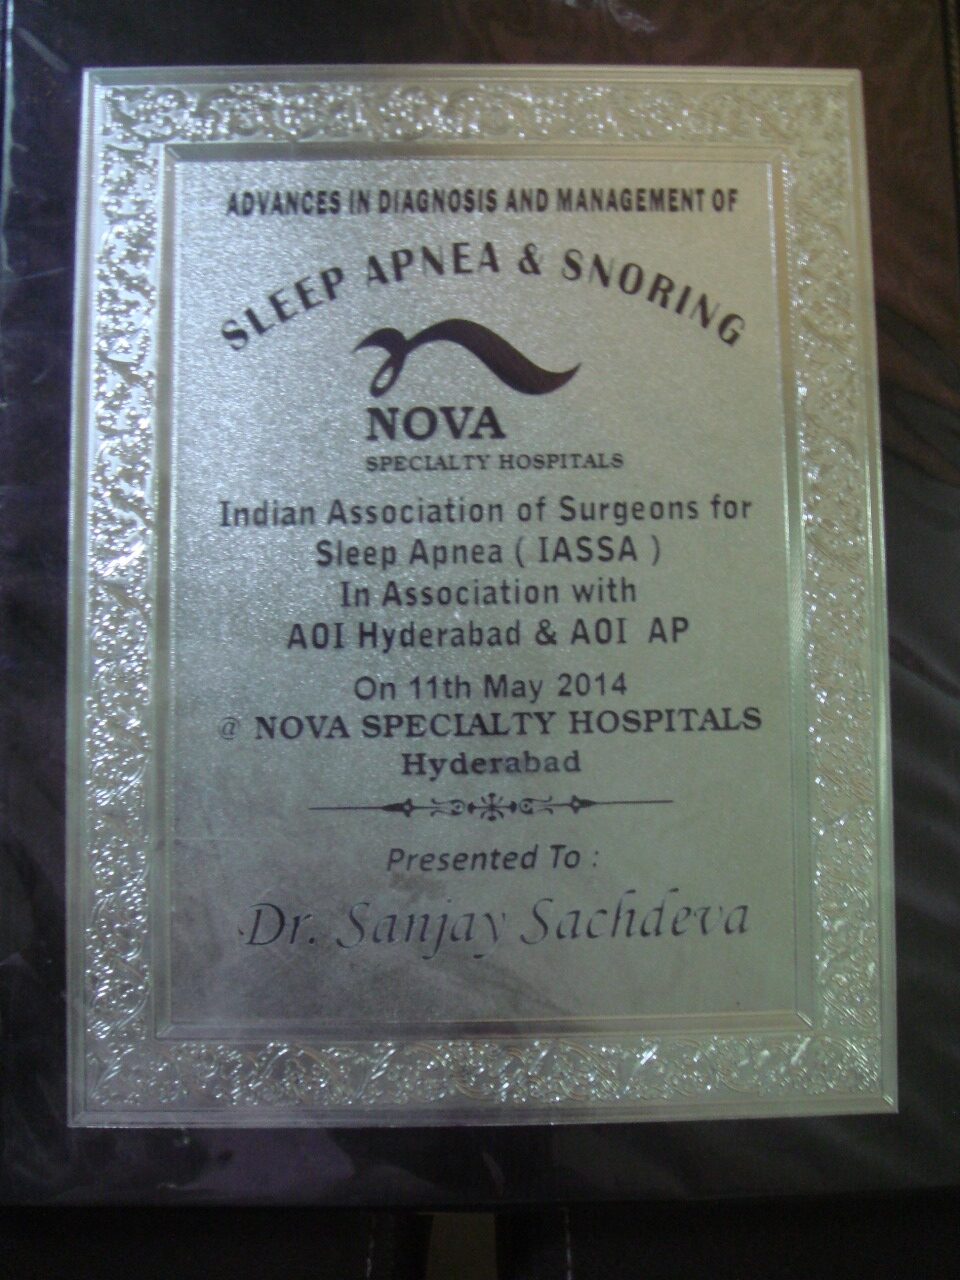 ADVANCES IN DIAGNOSIS AND MANAGEMENT OF
SLEEP APNEA & SNORING
NOVA
SPECIALTY HOSPITALS
Indian Association of Surgeons for
Sleep Apnea ( IASSA )
In Association with
AOI Hyderabad & AOI AP
On 11th May 2014
@ NOVA SPECIALTY HOSPITALS
Hyderabad
Presented To :
Dr. Sanjay Sachdeva